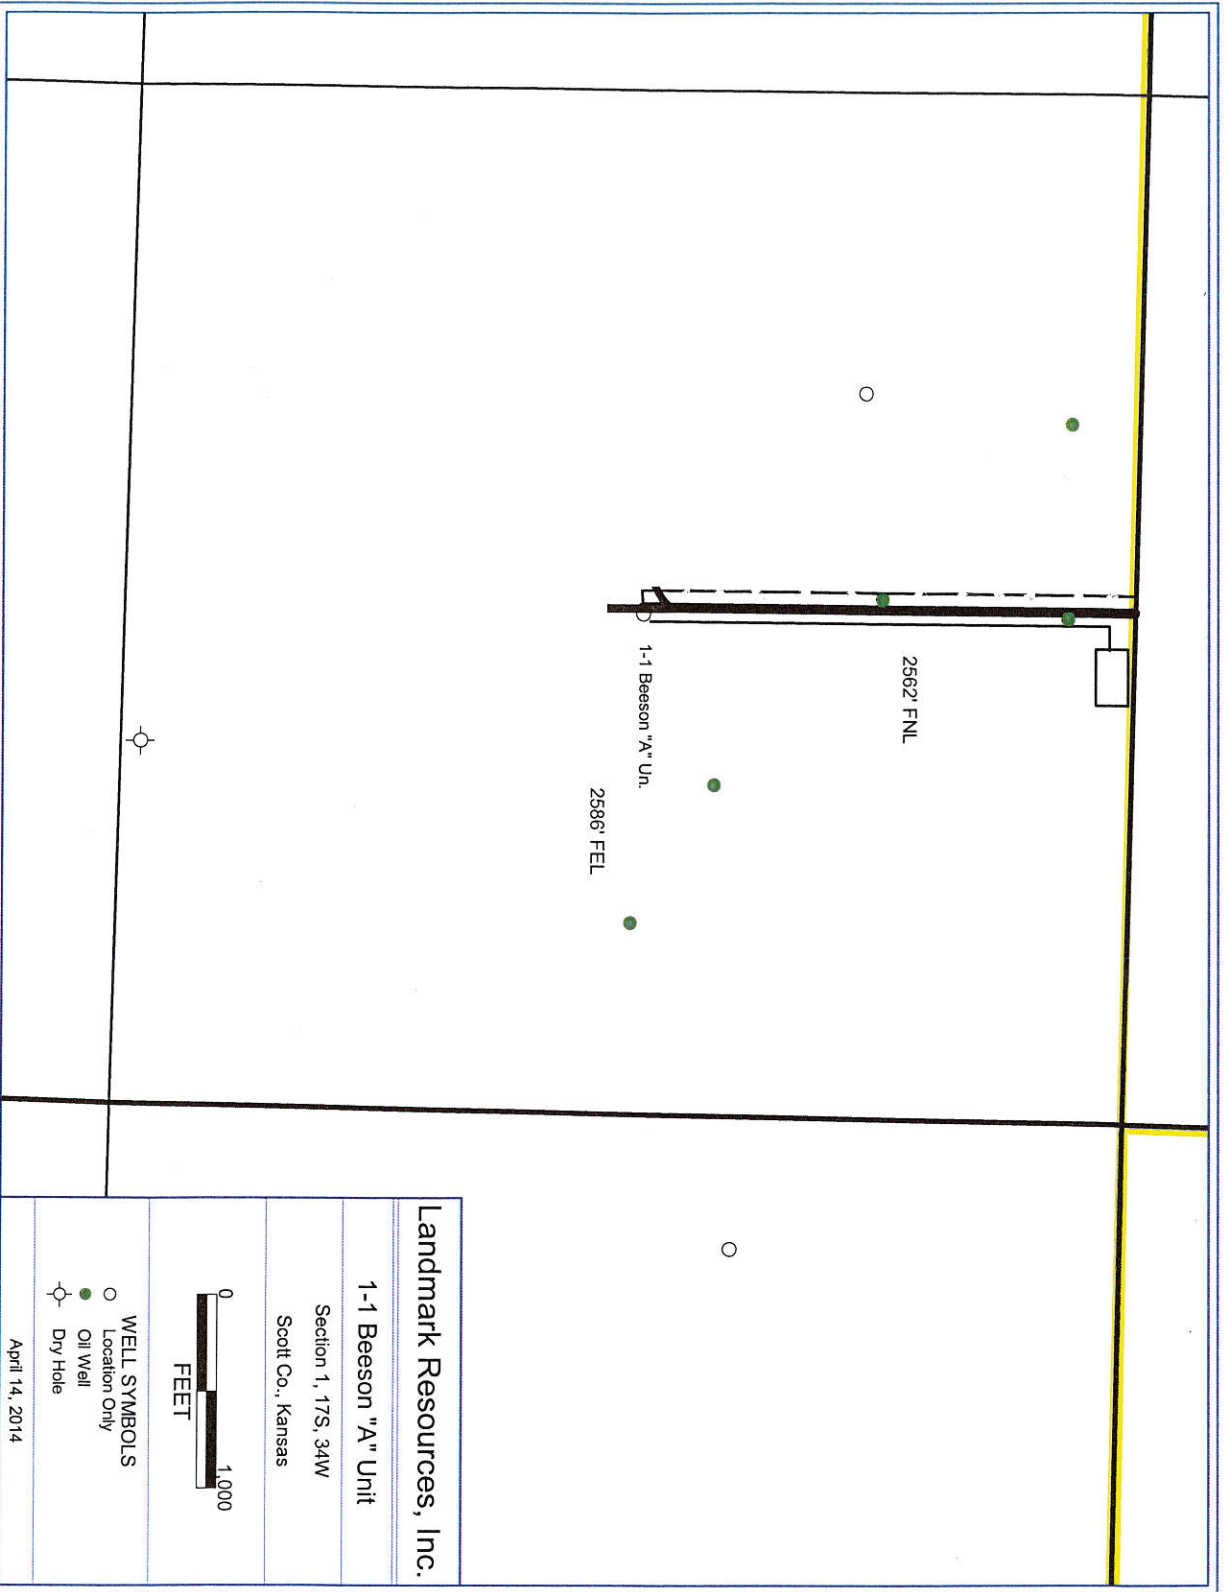 2562' FNL
1-1 Beeson "A" Un.
2586' FEL
Landmark Resources, Inc.
1-1 Beeson "A" Unit
Section 1, 17S, 34W
Scott Co., Kansas
0 1,000
FEET
WELL SYMBOLS
Location Only
Oil Well
Dry Hole
April 14, 2014